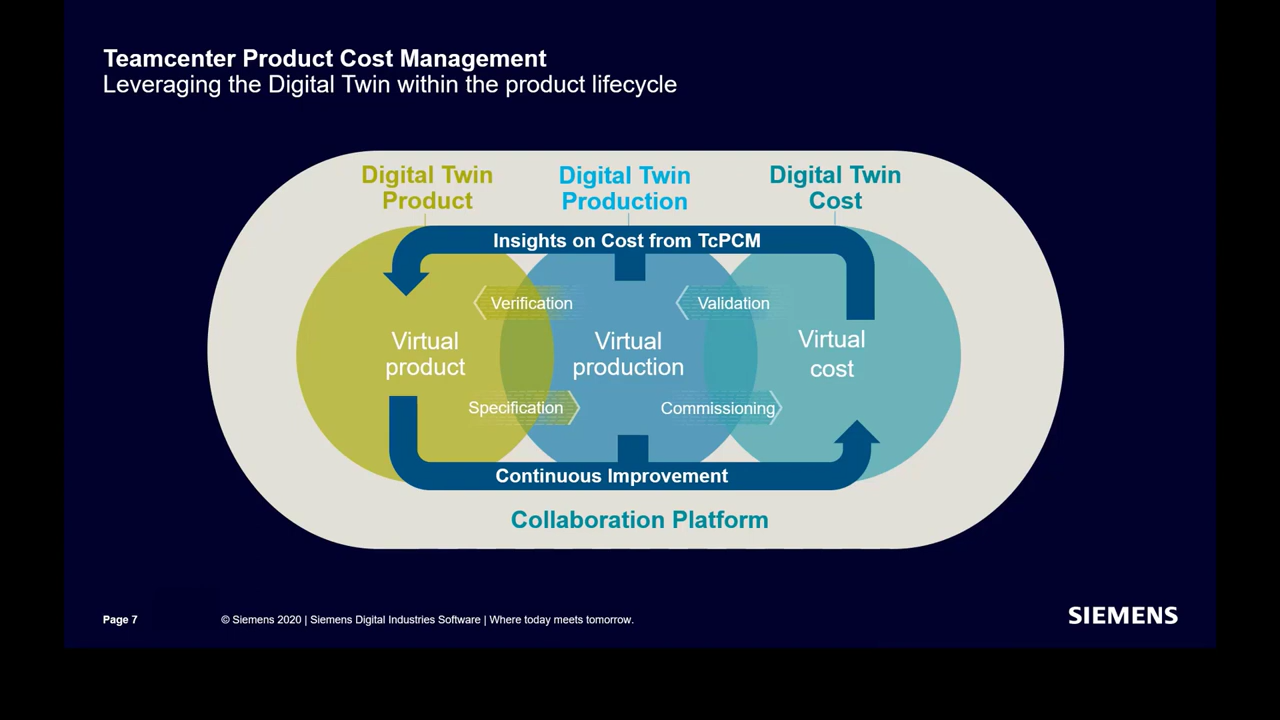 Teamcenter Product Cost Management
Leveraging the Digital Twin within the product lifecycle
Digital Twin
Product
Digital Twin
Production
Digital Twin
Cost
Insights on Cost from TcPCM
Verification
Validation
Virtual
product
Virtual
production
Virtual
cost
Specification
Commissioning
Continuous Improvement
Collaboration Platform
Page 7
© Siemens 2020 | Siemens Digital Industries Software | Where today meets tomorrow.
SIEMENS